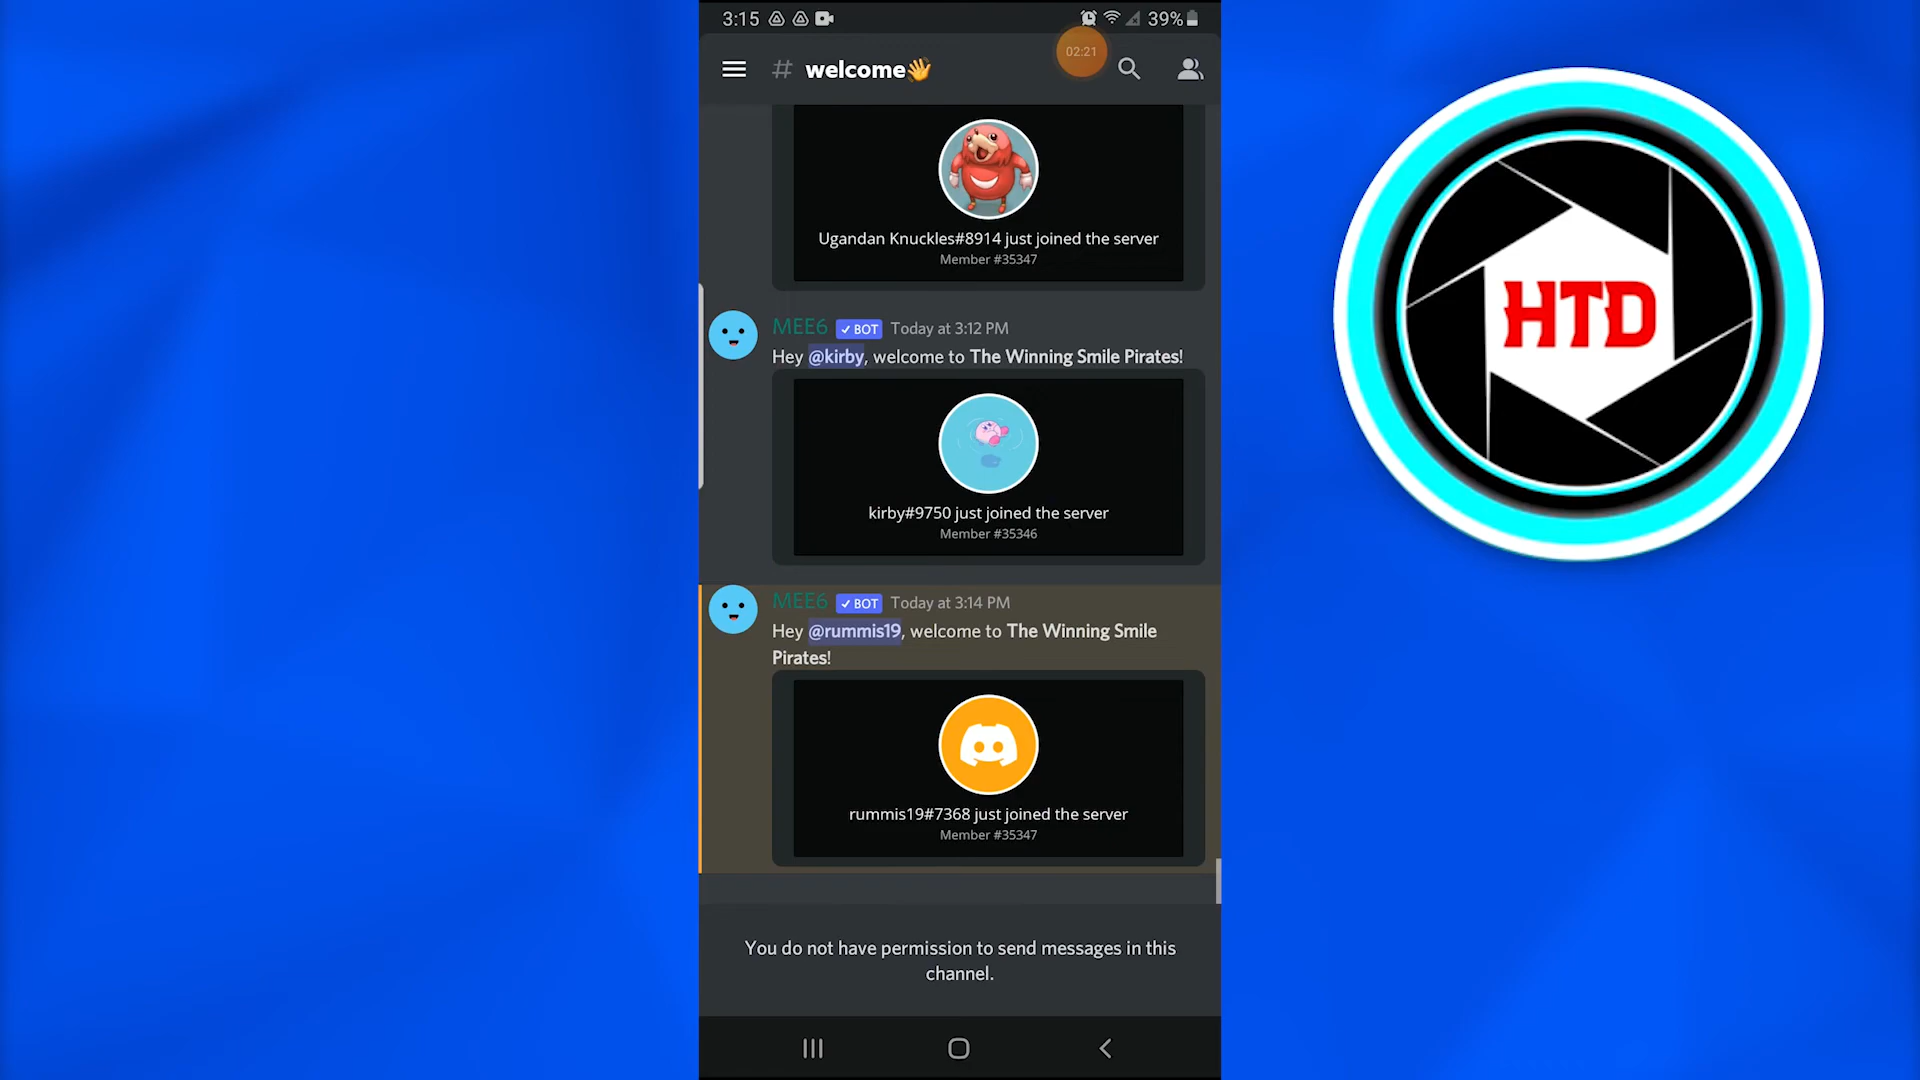 3:15
39%
02:21
# welcome👋
Ugandan Knuckles#8914 just joined the server
Member #35347
MEE6 ✓ BOT Today at 3:12 PM
Hey @kirby, welcome to The Winning Smile Pirates!
kirby#9750 just joined the server
Member #35346
MEE6 ✓ BOT Today at 3:14 PM
Hey @rummis19, welcome to The Winning Smile
Pirates!
rummis19#7368 just joined the server
Member #35347
You do not have permission to send messages in this
channel.
HTD